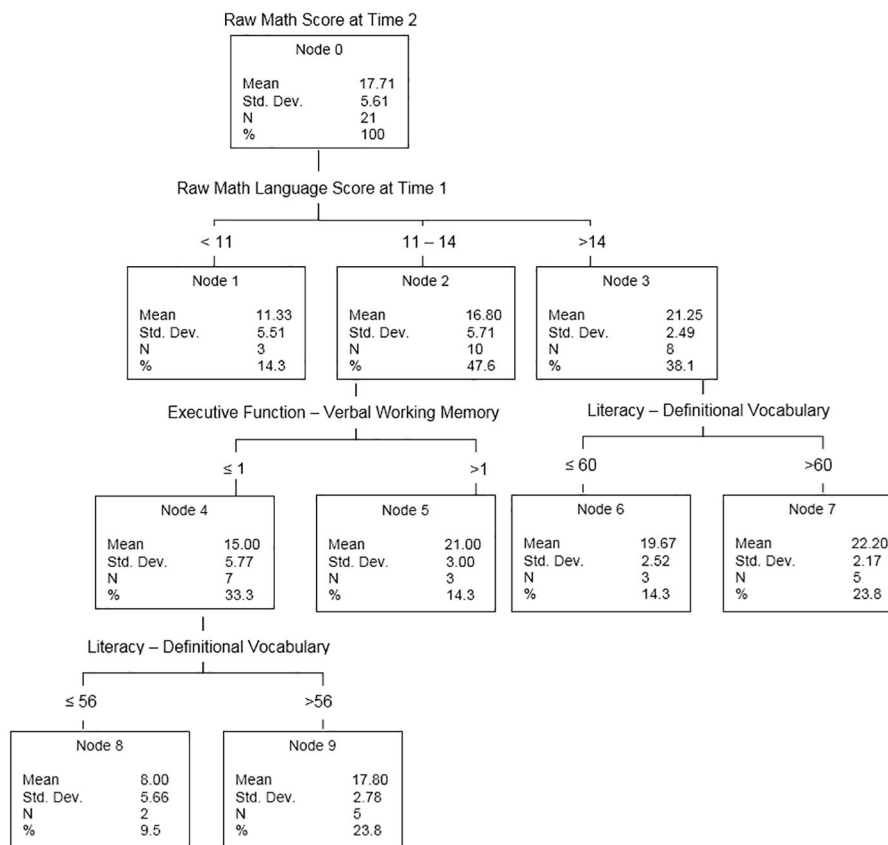 Raw Math Score at Time 2
Node 0
Mean 17.71
Std. Dev. 5.61
N 21
% 100
Raw Math Language Score at Time 1
< 11 11 – 14 >14
Node 1
Mean 11.33
Std. Dev. 5.51
N 3
% 14.3
Node 2
Mean 16.80
Std. Dev. 5.71
N 10
% 47.6
Node 3
Mean 21.25
Std. Dev. 2.49
N 8
% 38.1
Executive Function – Verbal Working Memory
≤ 1 >1
Literacy – Definitional Vocabulary
≤ 60 >60
Node 4
Mean 15.00
Std. Dev. 5.77
N 7
% 33.3
Node 5
Mean 21.00
Std. Dev. 3.00
N 3
% 14.3
Node 6
Mean 19.67
Std. Dev. 2.52
N 3
% 14.3
Node 7
Mean 22.20
Std. Dev. 2.17
N 5
% 23.8
Literacy – Definitional Vocabulary
≤ 56 >56
Node 8
Mean 8.00
Std. Dev. 5.66
N 2
% 9.5
Node 9
Mean 17.80
Std. Dev. 2.78
N 5
% 23.8